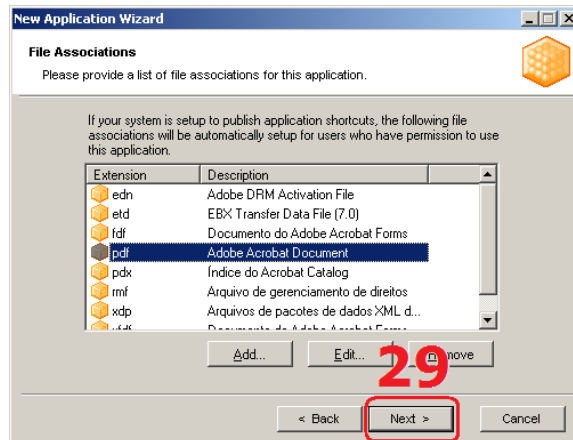 New Application Wizard
File Associations
Please provide a list of file associations for this application.
If your system is setup to publish application shortcuts, the following file
associations will be automatically setup for users who have permission to use
this application.
Extension Description
edn Adobe DRM Activation File
etd EBX Transfer Data File (7.0)
fdf Documento do Adobe Acrobat Forms
pdf Adobe Acrobat Document
pdx Índice do Acrobat Catalog
rmf Arquivo de gerenciamento de direitos
xdp Arquivos de pacotes de dados XML d...
Add... Edit... Remove
29
< Back Next > Cancel